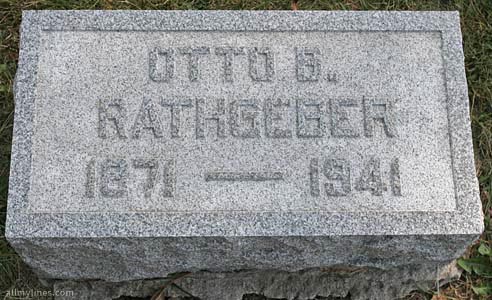 OTTO B.
RATHGEBER
1871 — 1941
allmylines.com